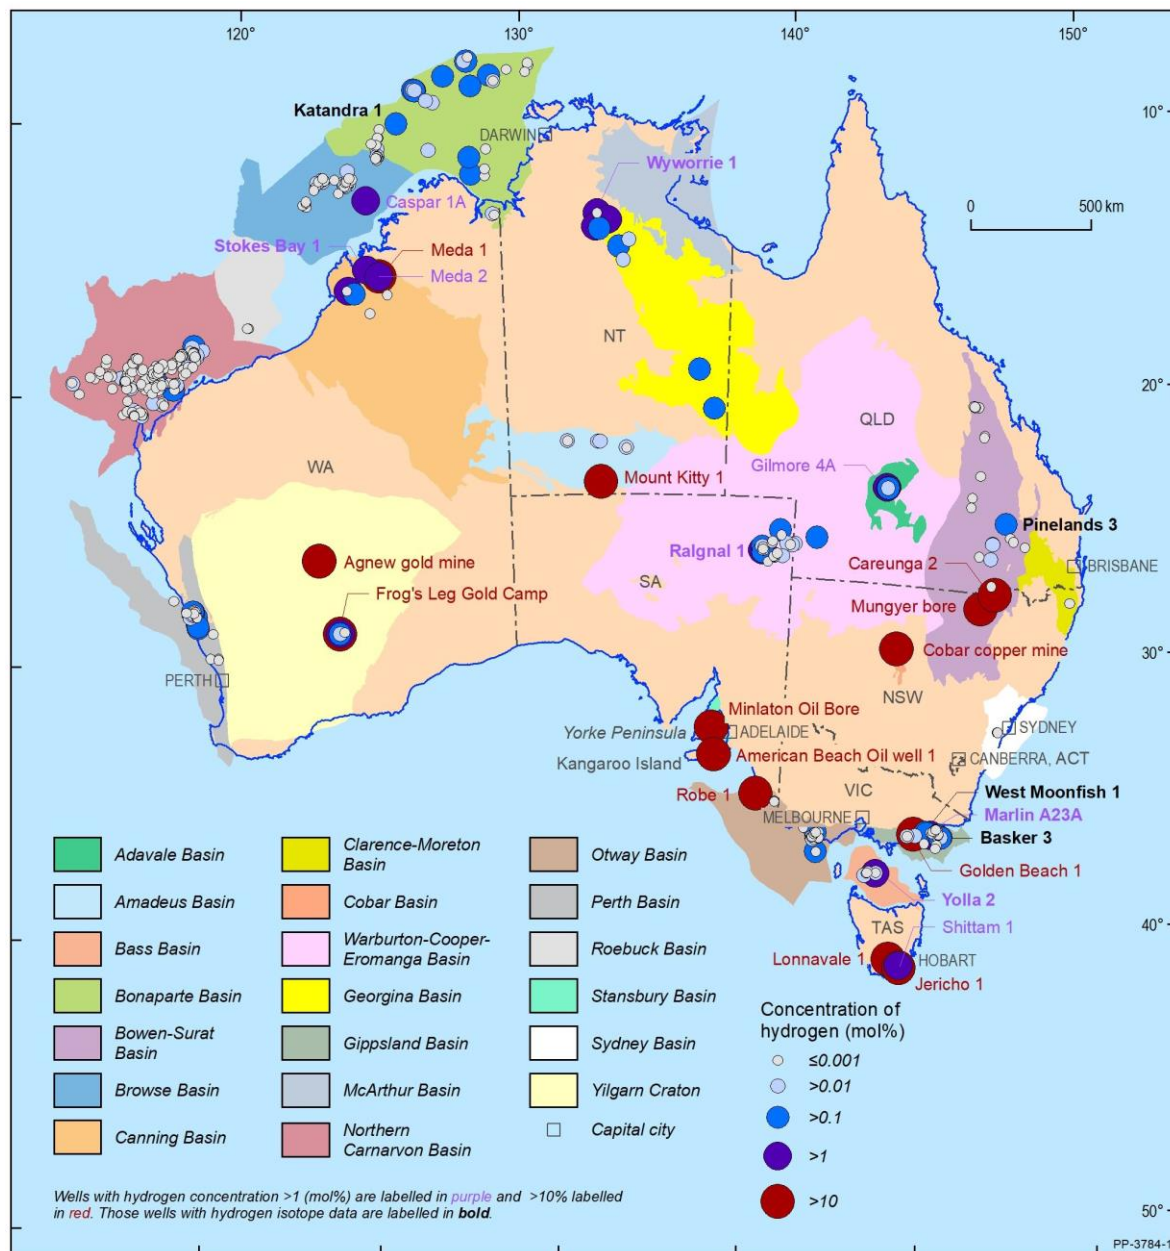 120°
130°
140°
150°
Katandra 1
10°
DARWIN
Wyworrie 1
0
500 km
Caspar 1A
Stokes Bay 1
Meda 1
Meda 2
NT
20°
QLD
WA
Gilmore 4A
Mount Kitty 1
Pinelands 3
Ralgnal 1
Agnew gold mine
Careunga 2
BRISBANE
SA
Frog's Leg Gold Camp
Mungyer bore
Cobar copper mine
30°
PERTH
NSW
Minlaton Oil Bore
Yorke Peninsula
ADELAIDE
SYDNEY
American Beach Oil well 1
Kangaroo Island
CANBERRA, ACT
Robe 1
VIC
West Moonfish 1
MELBOURNE
Marlin A23A
Basker 3
Golden Beach 1
Yolla 2
TAS
40°
Shittam 1
Lonnavale 1
HOBART
Jericho 1
Adavale Basin
Amadeus Basin
Bass Basin
Bonaparte Basin
Bowen-Surat
Basin
Browse Basin
Canning Basin
Clarence-Moreton
Basin
Cobar Basin
Warburton-Cooper-
Eromanga Basin
Georgina Basin
Gippsland Basin
McArthur Basin
Northern
Carnarvon Basin
Otway Basin
Perth Basin
Roebuck Basin
Stansbury Basin
Sydney Basin
Yilgarn Craton
Capital city
Concentration of
hydrogen (mol%)
≤0.001
>0.01
>0.1
>1
>10
Wells with hydrogen concentration >1 (mol%) are labelled in purple and >10% labelled
in red. Those wells with hydrogen isotope data are labelled in bold.
50°
PP-3784-1